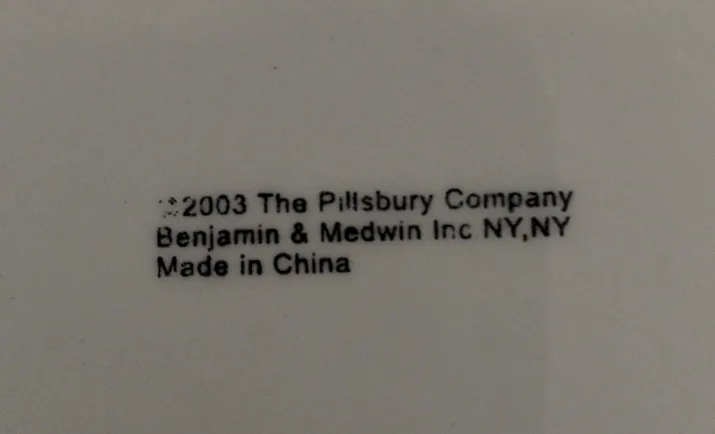 ©2003 The Pillsbury Company
Benjamin & Medwin Inc NY,NY
Made in China